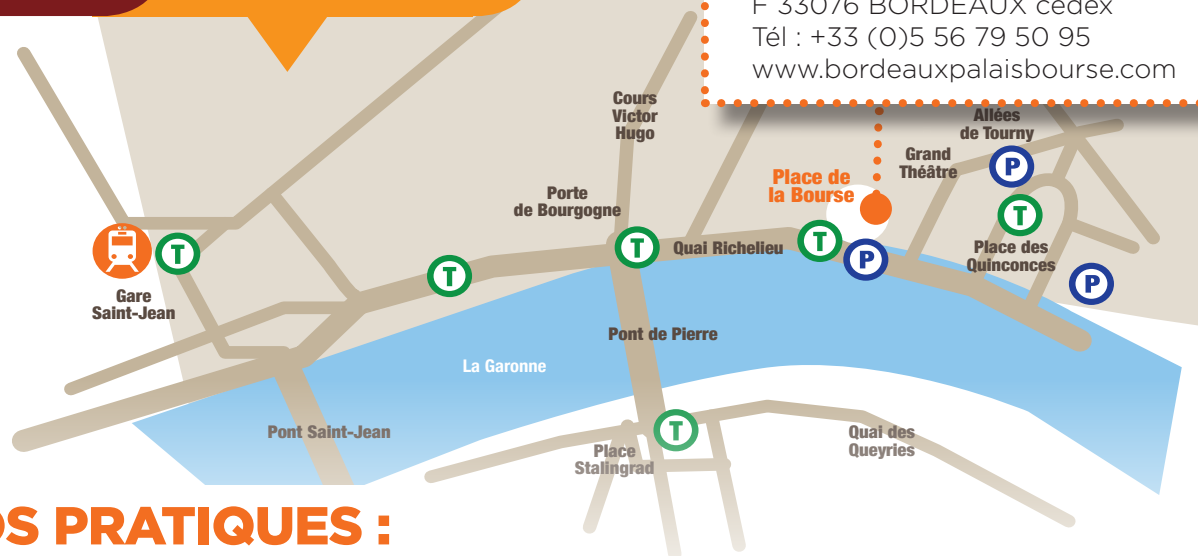 F 33076 BORDEAUX cedex
Tél : +33 (0)5 56 79 50 95
www.bordeauxpalaisbourse.com
Cours
Victor
Hugo
Allées
de Tourny
Grand
Théâtre
P
Place de
la Bourse
Porte
de Bourgogne
T
T
Quai Richelieu
T
P
T
Place des
Quinconces
P
T
Gare
Saint-Jean
Pont de Pierre
La Garonne
Pont Saint-Jean
T
Place
Stalingrad
Quai des
Queyries
OS PRATIQUES :